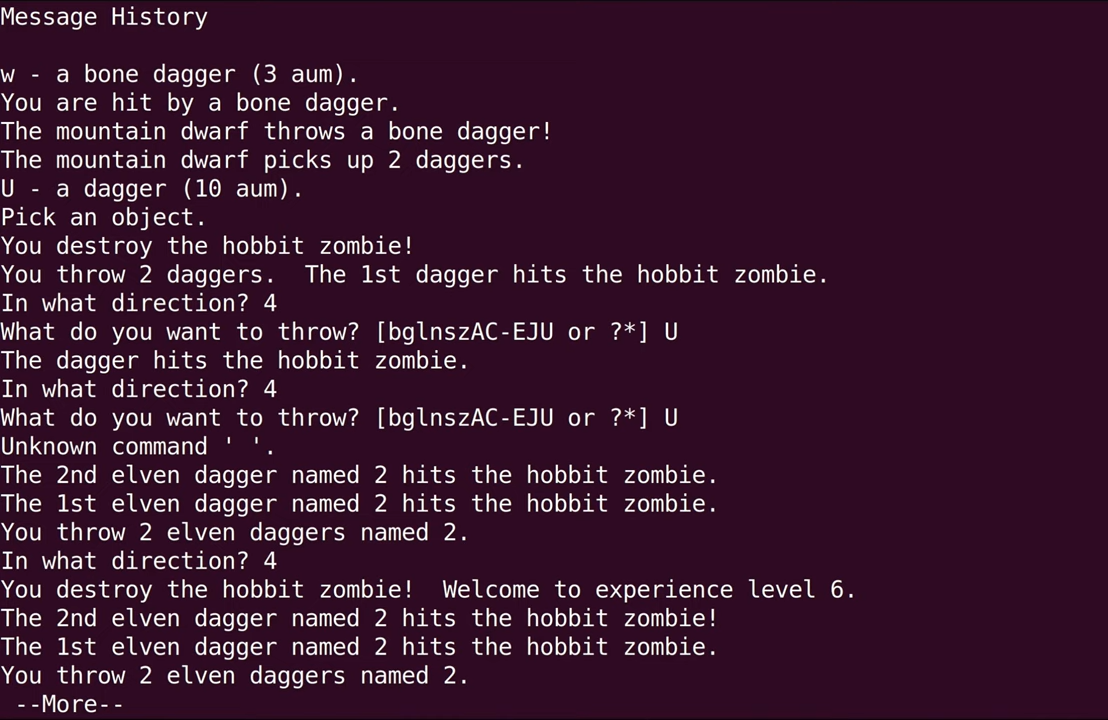 Message History
w - a bone dagger (3 aum).
You are hit by a bone dagger.
The mountain dwarf throws a bone dagger!
The mountain dwarf picks up 2 daggers.
U - a dagger (10 aum).
Pick an object.
You destroy the hobbit zombie!
You throw 2 daggers.  The 1st dagger hits the hobbit zombie.
In what direction? 4
What do you want to throw? [bglnszAC-EJU or ?*] U
The dagger hits the hobbit zombie.
In what direction? 4
What do you want to throw? [bglnszAC-EJU or ?*] U
Unknown command ' '.
The 2nd elven dagger named 2 hits the hobbit zombie.
The 1st elven dagger named 2 hits the hobbit zombie.
You throw 2 elven daggers named 2.
In what direction? 4
You destroy the hobbit zombie!  Welcome to experience level 6.
The 2nd elven dagger named 2 hits the hobbit zombie!
The 1st elven dagger named 2 hits the hobbit zombie.
You throw 2 elven daggers named 2.
--More--